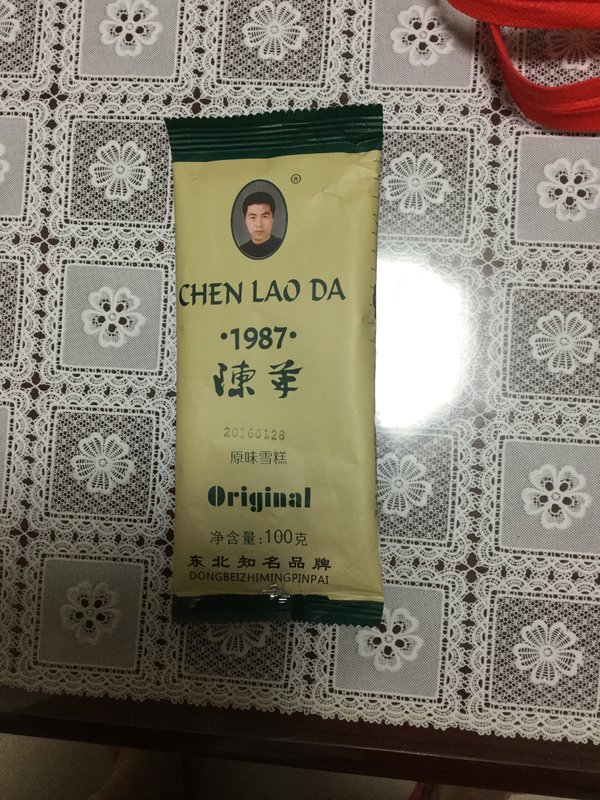 ®
CHEN LAO DA
·1987·
陳華
20160128
原味雪糕
Original
净含量:100克
东北知名品牌
DONGBEIZHIMINGPINPAI